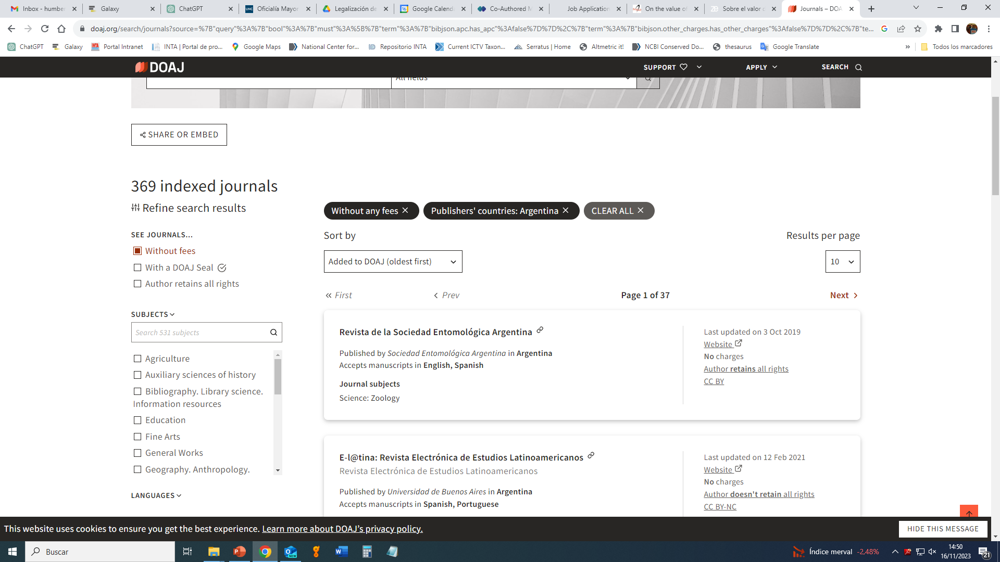 Inbox - humber
Galaxy
ChatGPT
Oficialía Mayor
Legalización de
Google Calenda
Co-Authored M
Job Application
On the value of
Sobre el valor
Journals – DOA
doaj.org/search/journals?source=%7B"query"%3A%7B"bool"%3A%7B"must"%3A%5B%7B"term"%3A%7B"bibjson.apc.has_apc"%3Afalse%7D%7D%2C%7B"term"%3A%7B"bibjson.other_charges.has_other_charges"%3Afalse%7D%7D%2C%7B"te...
ChatGPT
Galaxy
Portal Intranet
INTA | Portal de pro...
Google Maps
National Center for...
Repositorio INTA
Current ICTV Taxon...
Serratus | Home
Altmetric it!
NCBI Conserved Do...
thesaurus
Google Translate
»
Todos los marcadores
DOAJ
SUPPORT
APPLY
SEARCH
All fields
SHARE OR EMBED
369 indexed journals
Refine search results
Without any fees
Publishers' countries: Argentina
CLEAR ALL
SEE JOURNALS...
Without fees
With a DOAJ Seal
Author retains all rights
Sort by
Results per page
Added to DOAJ (oldest first)
10
« First
‹ Prev
Page 1 of 37
Next ›
SUBJECTS
Search 531 subjects
Agriculture
Auxiliary sciences of history
Bibliography. Library science.
Information resources
Education
Fine Arts
General Works
Geography. Anthropology.
LANGUAGES
Revista de la Sociedad Entomológica Argentina
Published by Sociedad Entomológica Argentina in Argentina
Accepts manuscripts in English, Spanish
Journal subjects
Science: Zoology
Last updated on 3 Oct 2019
Website
No charges
Author retains all rights
CC BY
E-l@tina: Revista Electrónica de Estudios Latinoamericanos
Revista Electrónica de Estudios Latinoamericanos
Published by Universidad de Buenos Aires in Argentina
Accepts manuscripts in Spanish, Portuguese
Last updated on 12 Feb 2021
Website
No charges
Author doesn't retain all rights
CC BY-NC
This website uses cookies to ensure you get the best experience. Learn more about DOAJ’s privacy policy.
HIDE THIS MESSAGE
Buscar
Índice merval -2,48%
14:50
16/11/2023
21